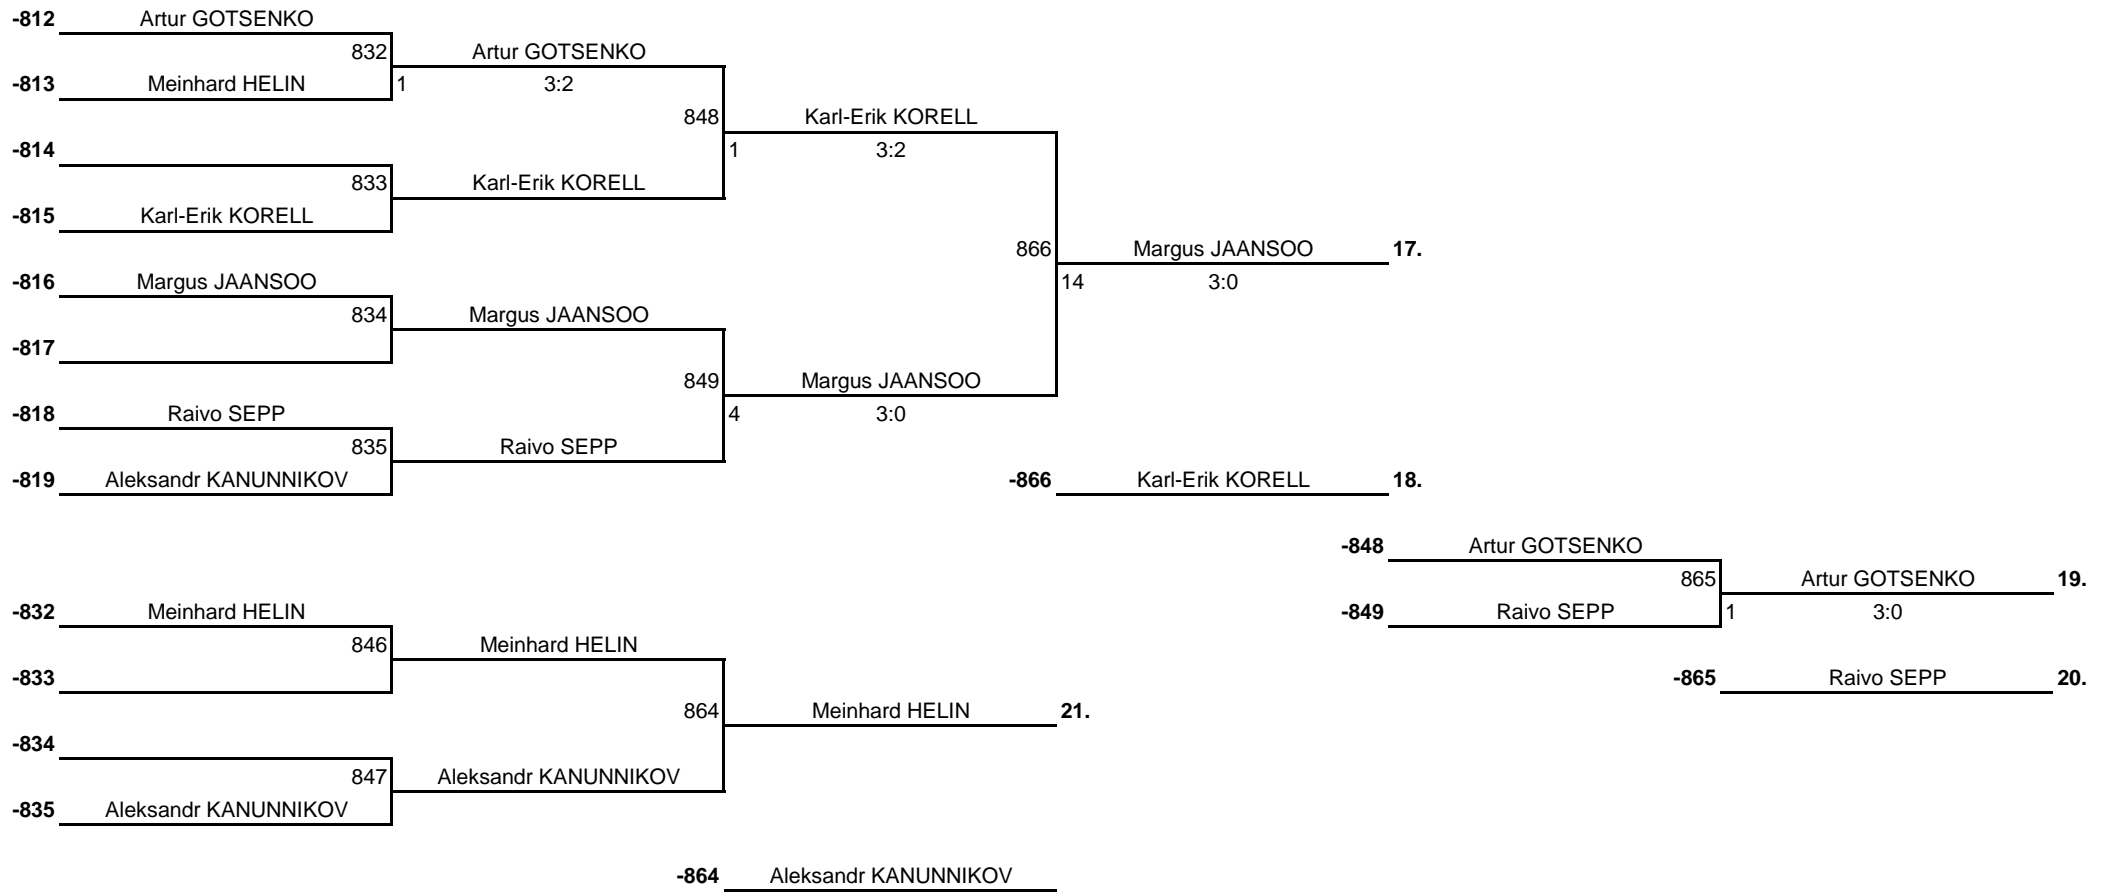 -812 Artur GOTSENKO
832 Artur GOTSENKO
-813 Meinhard HELIN 1 3:2
848 Karl-Erik KORELL
-814 1 3:2
833 Karl-Erik KORELL
-815 Karl-Erik KORELL
866 Margus JAANSOO 17.
-816 Margus JAANSOO 14 3:0
834 Margus JAANSOO
-817
849 Margus JAANSOO
-818 Raivo SEPP 4 3:0
835 Raivo SEPP
-819 Aleksandr KANUNNIKOV -866 Karl-Erik KORELL 18.
-848 Artur GOTSENKO
865 Artur GOTSENKO 19.
-832 Meinhard HELIN -849 Raivo SEPP 1 3:0
846 Meinhard HELIN
-833 -865 Raivo SEPP 20.
864 Meinhard HELIN 21.
-834
847 Aleksandr KANUNNIKOV
-835 Aleksandr KANUNNIKOV
-864 Aleksandr KANUNNIKOV